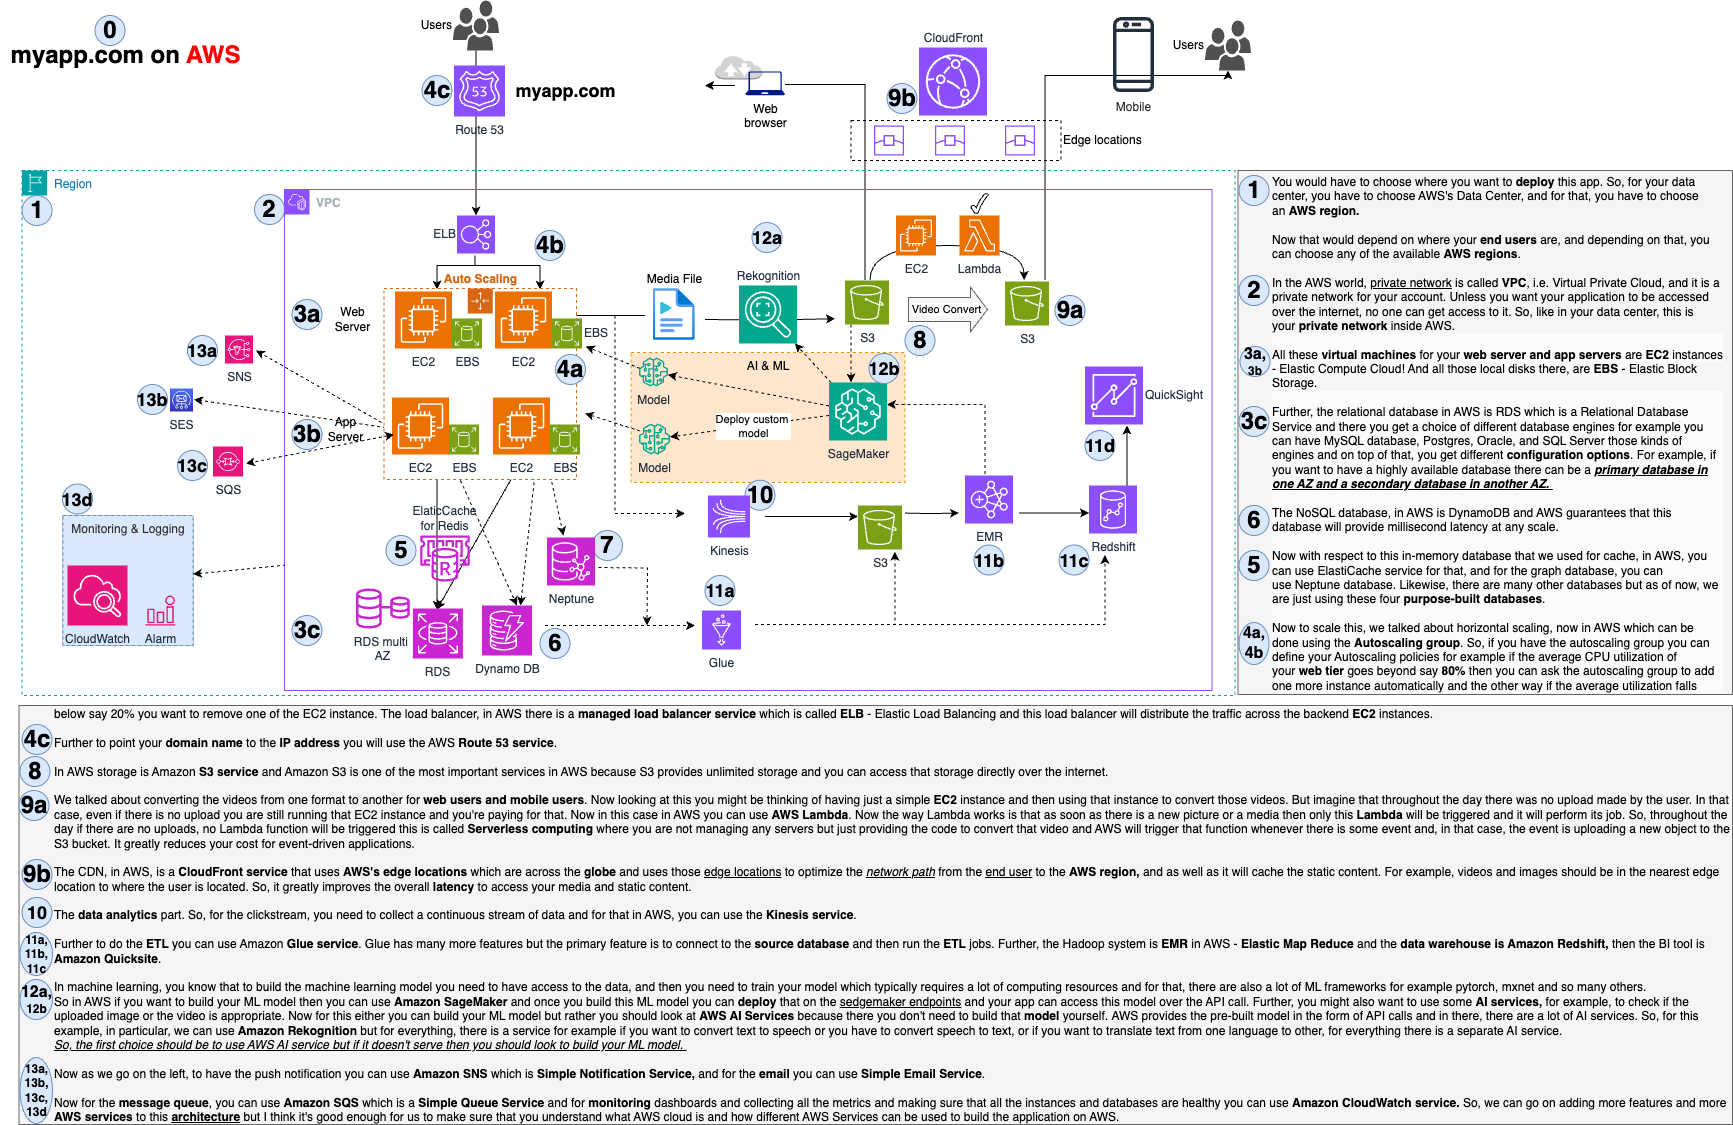 0
myapp.com on AWS
Users
4c
53
myapp.com
Route 53
Web
browser
CloudFront
9b
Edge locations
Mobile
Users
Region
1
2
VPC
ELB
4b
Auto Scaling
3a
Web
Server
EC2
EBS
EC2
EBS
4a
12a
Media File
Rekognition
EC2
Lambda
S3
Video Convert
8
S3
9a
13a
SNS
13b
SES
13c
SQS
3b
App
Server
EC2
EBS
EC2
EBS
AI & ML
12b
Model
Deploy custom
model
Model
SageMaker
QuickSight
11d
13d
Monitoring & Logging
CloudWatch
Alarm
ElaticCache
for Redis
5
R
7
Neptune
10
Kinesis
S3
EMR
11b
11c
Redshift
11a
Glue
3c
RDS multi
AZ
RDS
Dynamo DB
6
1
You would have to choose where you want to deploy this app. So, for your data
center, you have to choose AWS's Data Center, and for that, you have to choose
an AWS region.
Now that would depend on where your end users are, and depending on that, you
can choose any of the available AWS regions.
2
In the AWS world, private network is called VPC, i.e. Virtual Private Cloud, and it is a
private network for your account. Unless you want your application to be accessed
over the internet, no one can get access to it. So, like in your data center, this is
your private network inside AWS.
3a,
3b
All these virtual machines for your web server and app servers are EC2 instances
- Elastic Compute Cloud! And all those local disks there, are EBS - Elastic Block
Storage.
3c
Further, the relational database in AWS is RDS which is a Relational Database
Service and there you get a choice of different database engines for example you
can have MySQL database, Postgres, Oracle, and SQL Server those kinds of
engines and on top of that, you get different configuration options. For example, if
you want to have a highly available database there can be a primary database in
one AZ and a secondary database in another AZ.
6
The NoSQL database, in AWS is DynamoDB and AWS guarantees that this
database will provide millisecond latency at any scale.
5
Now with respect to this in-memory database that we used for cache, in AWS, you
can use ElastiCache service for that, and for the graph database, you can
use Neptune database. Likewise, there are many other databases but as of now, we
are just using these four purpose-built databases.
4a,
4b
Now to scale this, we talked about horizontal scaling, now in AWS which can be
done using the Autoscaling group. So, if you have the autoscaling group you can
define your Autoscaling policies for example if the average CPU utilization of
your web tier goes beyond say 80% then you can ask the autoscaling group to add
one more instance automatically and the other way if the average utilization falls
below say 20% you want to remove one of the EC2 instance. The load balancer, in AWS there is a managed load balancer service which is called ELB - Elastic Load Balancing and this load balancer will distribute the traffic across the backend EC2 instances.
4c
Further to point your domain name to the IP address you will use the AWS Route 53 service.
8
In AWS storage is Amazon S3 service and Amazon S3 is one of the most important services in AWS because S3 provides unlimited storage and you can access that storage directly over the internet.
9a
We talked about converting the videos from one format to another for web users and mobile users. Now looking at this you might be thinking of having just a simple EC2 instance and then using that instance to convert those videos. But imagine that throughout the day there was no upload made by the user. In that
case, even if there is no upload you are still running that EC2 instance and you're paying for that. Now in this case in AWS you can use AWS Lambda. Now the way Lambda works is that as soon as there is a new picture or a media then only this Lambda will be triggered and it will perform its job. So, throughout the
day if there are no uploads, no Lambda function will be triggered this is called Serverless computing where you are not managing any servers but just providing the code to convert that video and AWS will trigger that function whenever there is some event and, in that case, the event is uploading a new object to the
S3 bucket. It greatly reduces your cost for event-driven applications.
9b
The CDN, in AWS, is a CloudFront service that uses AWS's edge locations which are across the globe and uses those edge locations to optimize the network path from the end user to the AWS region, and as well as it will cache the static content. For example, videos and images should be in the nearest edge
location to where the user is located. So, it greatly improves the overall latency to access your media and static content.
10
The data analytics part. So, for the clickstream, you need to collect a continuous stream of data and for that in AWS, you can use the Kinesis service.
11a,
11b,
11c
Further to do the ETL you can use Amazon Glue service. Glue has many more features but the primary feature is to connect to the source database and then run the ETL jobs. Further, the Hadoop system is EMR in AWS - Elastic Map Reduce and the data warehouse is Amazon Redshift, then the BI tool is
Amazon Quicksite.
12a,
12b
In machine learning, you know that to build the machine learning model you need to have access to the data, and then you need to train your model which typically requires a lot of computing resources and for that, there are also a lot of ML frameworks for example pytorch, mxnet and so many others.
So in AWS if you want to build your ML model then you can use Amazon SageMaker and once you build this ML model you can deploy that on the sedgemaker endpoints and your app can access this model over the API call. Further, you might also want to use some AI services, for example, to check if the
uploaded image or the video is appropriate. Now for this either you can build your ML model but rather you should look at AWS AI Services because there you don't need to build that model yourself. AWS provides the pre-built model in the form of API calls and in there, there are a lot of AI services. So, for this
example, in particular, we can use Amazon Rekognition but for everything, there is a service for example if you want to convert text to speech or you have to convert speech to text, or if you want to translate text from one language to other, for everything there is a separate AI service.
So, the first choice should be to use AWS AI service but if it doesn't serve then you should look to build your ML model.
13a,
13b,
13c,
13d
Now as we go on the left, to have the push notification you can use Amazon SNS which is Simple Notification Service, and for the email you can use Simple Email Service.
Now for the message queue, you can use Amazon SQS which is a Simple Queue Service and for monitoring dashboards and collecting all the metrics and making sure that all the instances and databases are healthy you can use Amazon CloudWatch service. So, we can go on adding more features and more
AWS services to this architecture but I think it's good enough for us to make sure that you understand what AWS cloud is and how different AWS Services can be used to build the application on AWS.